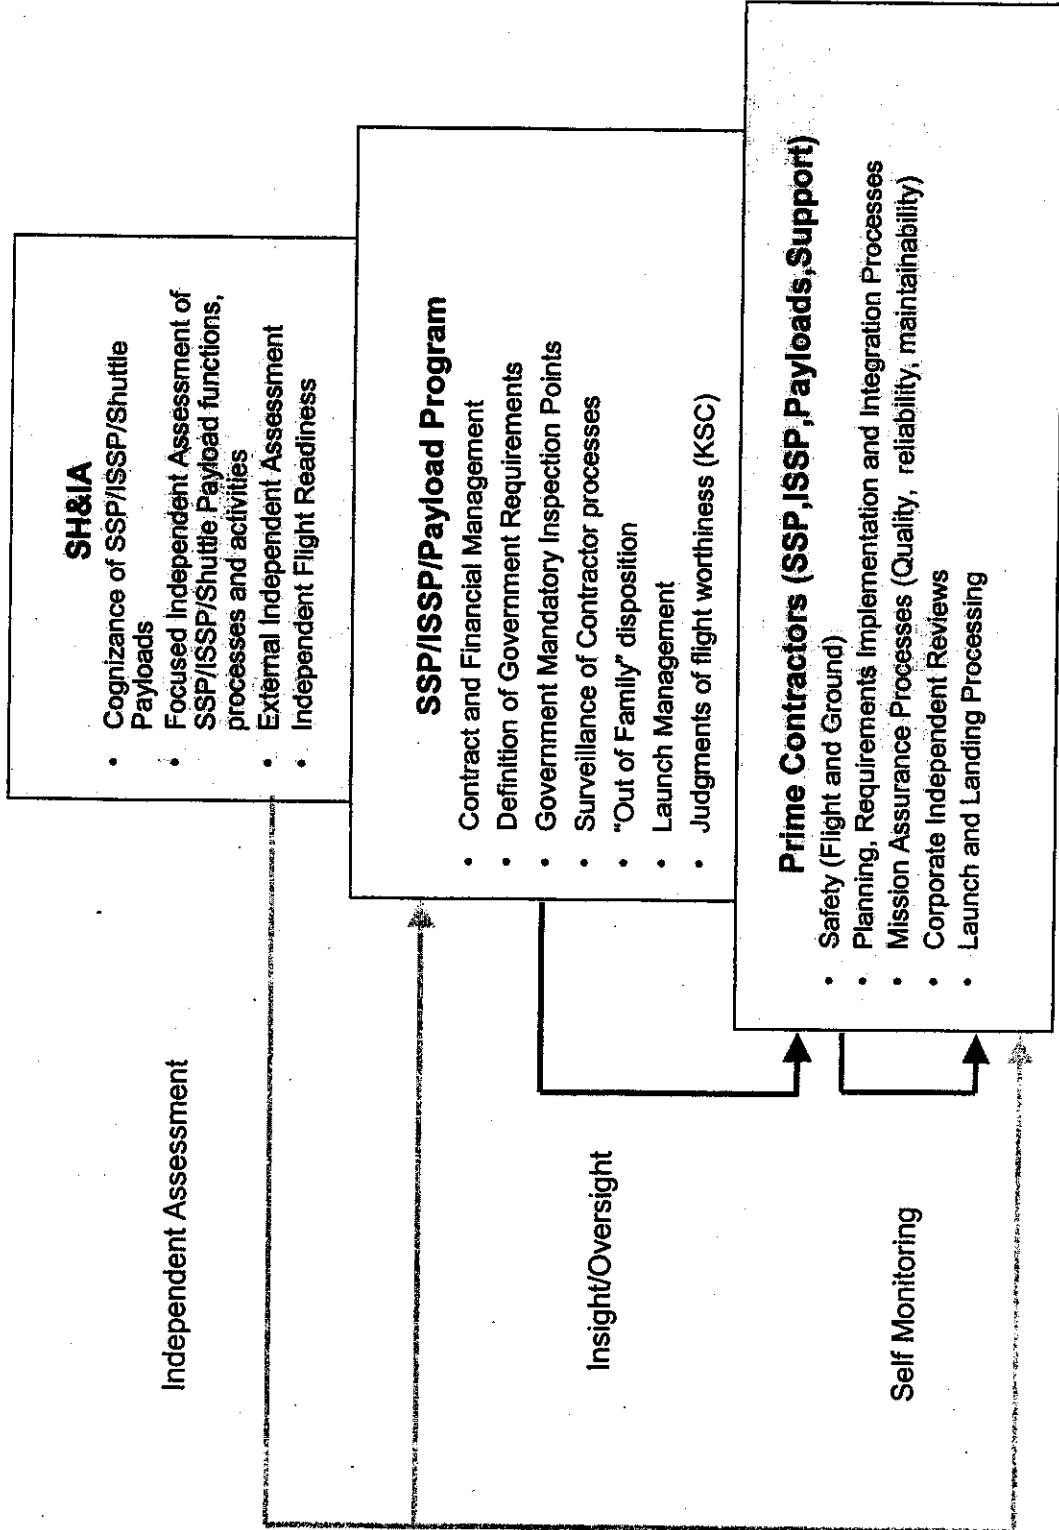 SH&IA
• Cognizance of SSP/ISSP/Shuttle
Payloads
• Focused Independent Assessment of
SSP/ISSP/Shuttle Payload functions,
processes and activities
• External Independent Assessment
• Independent Flight Readiness
Independent Assessment
SSP/ISSP/Payload Program
• Contract and Financial Management
• Definition of Government Requirements
• Government Mandatory Inspection Points
• Surveillance of Contractor processes
• "Out of Family" disposition
• Launch Management
• Judgments of flight worthiness (KSC)
Insight/Oversight
Prime Contractors (SSP,ISSP,Payloads,Support)
• Safety (Flight and Ground)
• Planning, Requirements Implementation and Integration Processes
• Mission Assurance Processes (Quality, reliability, maintainability)
• Corporate Independent Reviews
• Launch and Landing Processing
Self Monitoring